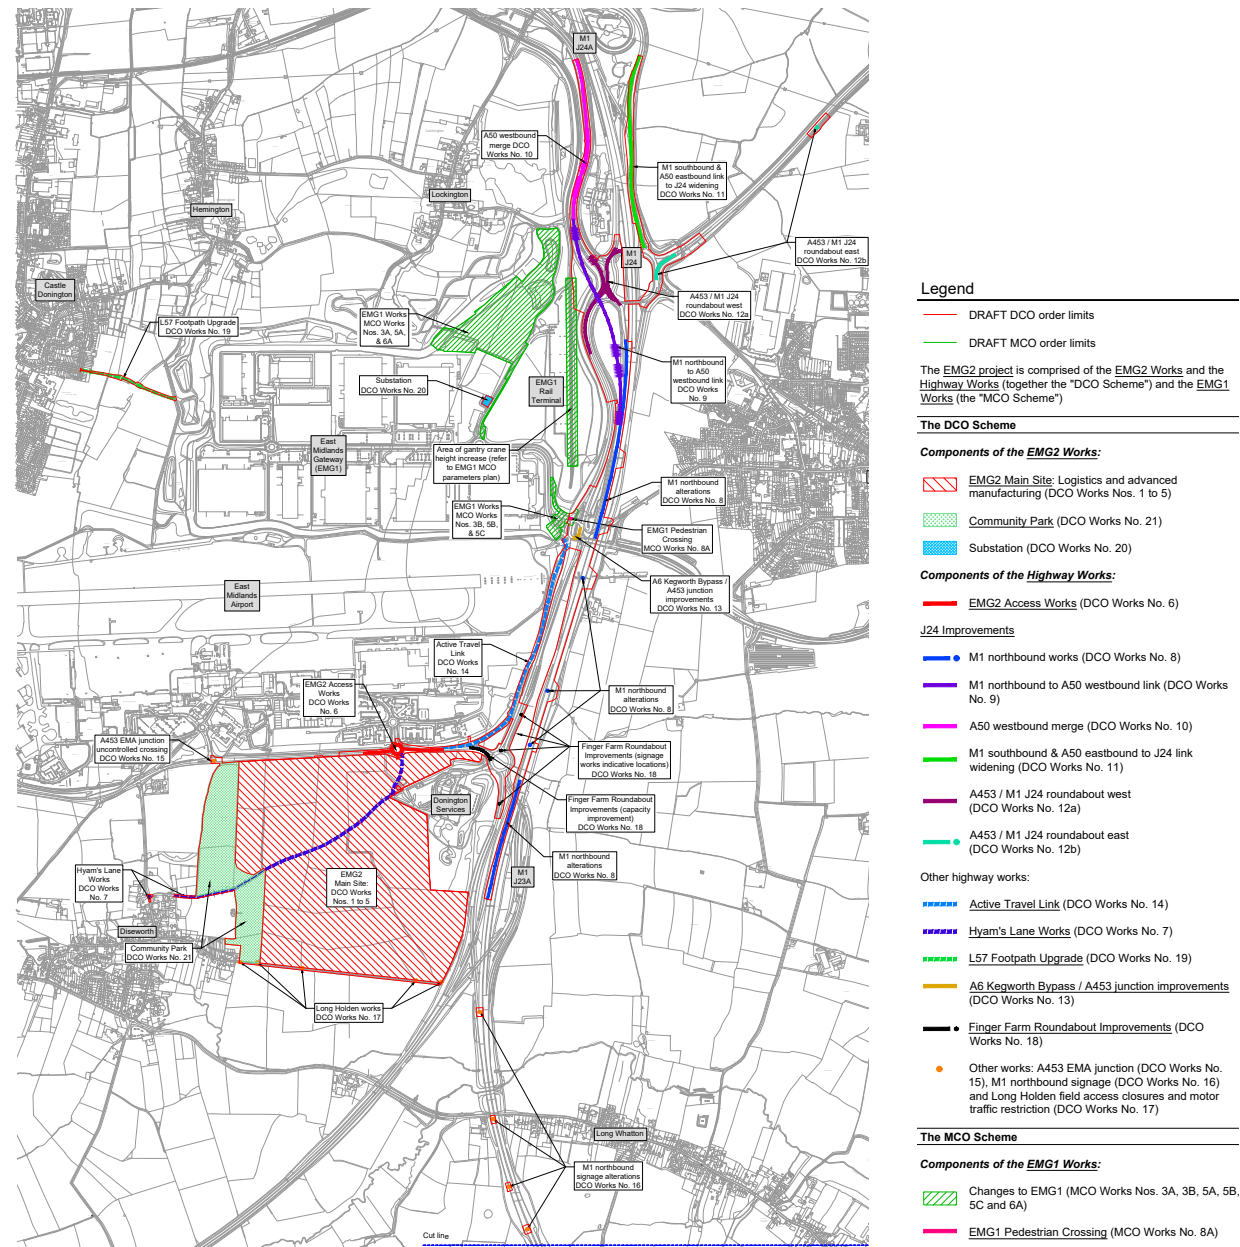 M1
J24A
A50 westbound
merge DCO
Works No. 10
Lockington
Lockington
Hemington
M1 southbound &
A50 eastbound link
to J24 widening
DCO Works No. 11
A453 / M1 J24
roundabout east
DCO Works No. 12b
M1
J24
Castle
Donington
A453 / M1 J24
roundabout west
DCO Works No. 12a
L57 Footpath Upgrade
DCO Works No. 19
EMG1 Works
MCO Works
Nos. 3A, 5A,
& 6A
M1 northbound
to A50
westbound link
DCO Works
No. 9
Substation
DCO Works No. 20
EMG1
Rail
Terminal
East
Midlands
Gateway
(EMG1)
Area of gantry crane
height increase (refer
to EMG1 MCO
parameters plan)
M1 northbound
alterations
DCO Works No. 8
EMG1 Works
MCO Works
Nos. 3B, 5B,
& 5C
EMG1 Pedestrian
Crossing
MCO Works No. 8A
East
Midlands
Airport
A6 Kegworth Bypass /
A453 junction
improvements
DCO Works No. 13
Active Travel
Link
DCO Works
No. 14
EMG2 Access
Works
DCO Works
No. 6
M1 northbound
alterations
DCO Works No. 8
A453 EMA junction
uncontrolled crossing
DCO Works No. 15
Finger Farm Roundabout
Improvements (signage
works indicative locations)
DCO Works No. 18
Donington
Services
Finger Farm Roundabout
Improvements (capacity
improvement)
DCO Works No. 18
M1 northbound
alterations
DCO Works No. 8
M1
J23A
Hyam's Lane
Works
DCO Works
No. 7
EMG2
Main Site:
DCO Works
Nos. 1 to 5
Diseworth
Community Park
DCO Works No. 21
Long Holden works
DCO Works No. 17
Long Whatton
M1 northbound
signage alterations
DCO Works No. 16
Cut line
Legend
DRAFT DCO order limits
DRAFT MCO order limits
The EMG2 project is comprised of the EMG2 Works and the
Highway Works (together the "DCO Scheme") and the EMG1
Works (the "MCO Scheme")
The DCO Scheme
Components of the EMG2 Works:
EMG2 Main Site: Logistics and advanced
manufacturing (DCO Works Nos. 1 to 5)
Community Park (DCO Works No. 21)
Substation (DCO Works No. 20)
Components of the Highway Works:
EMG2 Access Works (DCO Works No. 6)
J24 Improvements
M1 northbound works (DCO Works No. 8)
M1 northbound to A50 westbound link (DCO Works
No. 9)
A50 westbound merge (DCO Works No. 10)
M1 southbound & A50 eastbound to J24 link
widening (DCO Works No. 11)
A453 / M1 J24 roundabout west
(DCO Works No. 12a)
A453 / M1 J24 roundabout east
(DCO Works No. 12b)
Other highway works:
Active Travel Link (DCO Works No. 14)
Hyam's Lane Works (DCO Works No. 7)
L57 Footpath Upgrade (DCO Works No. 19)
A6 Kegworth Bypass / A453 junction improvements
(DCO Works No. 13)
Finger Farm Roundabout Improvements (DCO
Works No. 18)
Other works: A453 EMA junction (DCO Works No.
15), M1 northbound signage (DCO Works No. 16)
and Long Holden field access closures and motor
traffic restriction (DCO Works No. 17)
The MCO Scheme
Components of the EMG1 Works:
Changes to EMG1 (MCO Works Nos. 3A, 3B, 5A, 5B,
5C and 6A)
EMG1 Pedestrian Crossing (MCO Works No. 8A)